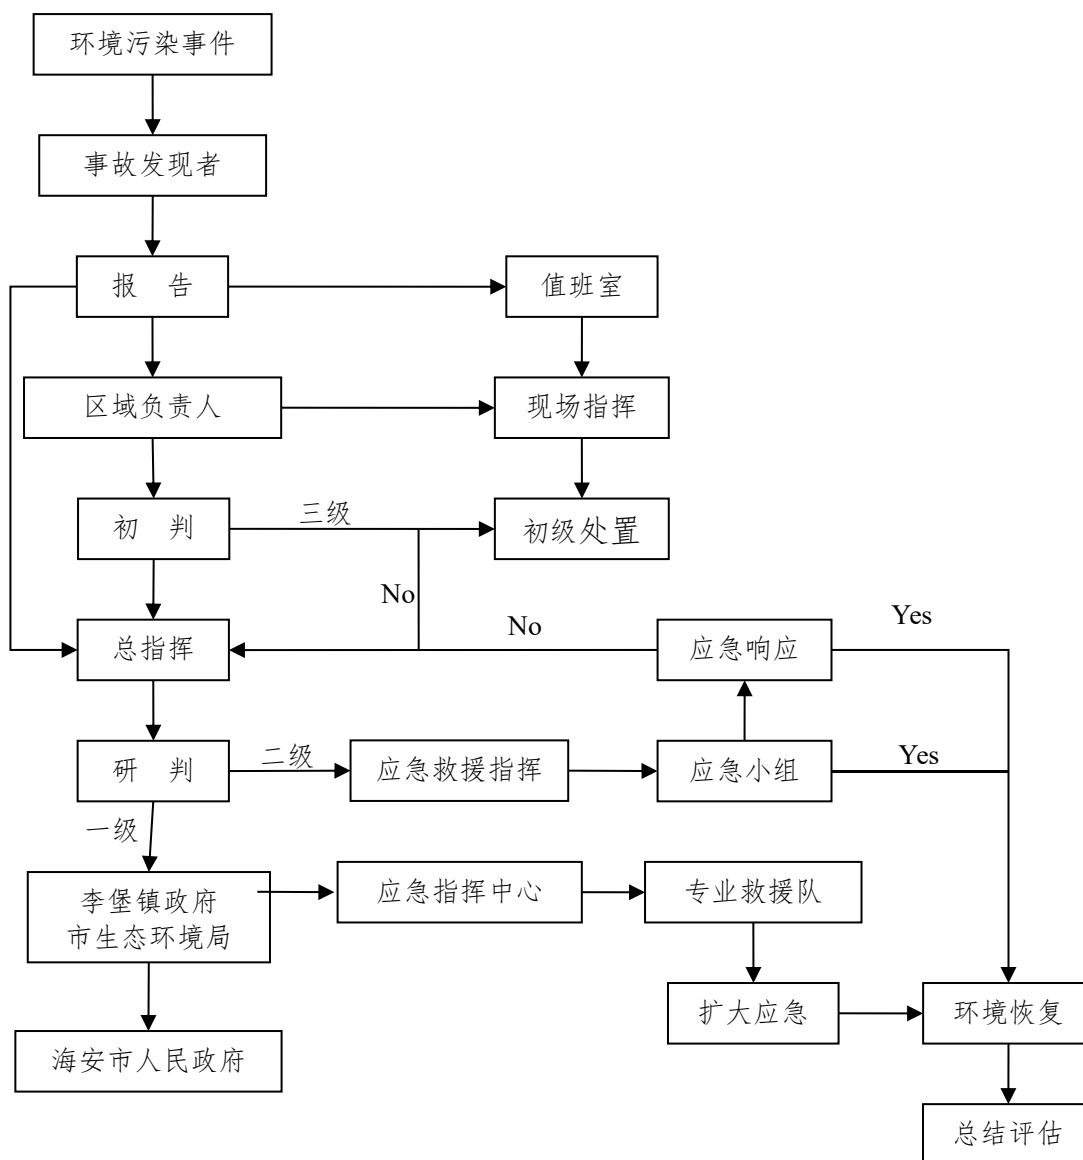 环境污染事件
事故发现者
报 告
值班室
区域负责人
现场指挥
初 判
三级
初级处置
No
总指挥
No
应急响应
Yes
研 判
二级
应急救援指挥
应急小组
Yes
一级
李堡镇政府
市生态环境局
应急指挥中心
专业救援队
扩大应急
环境恢复
海安市人民政府
总结评估